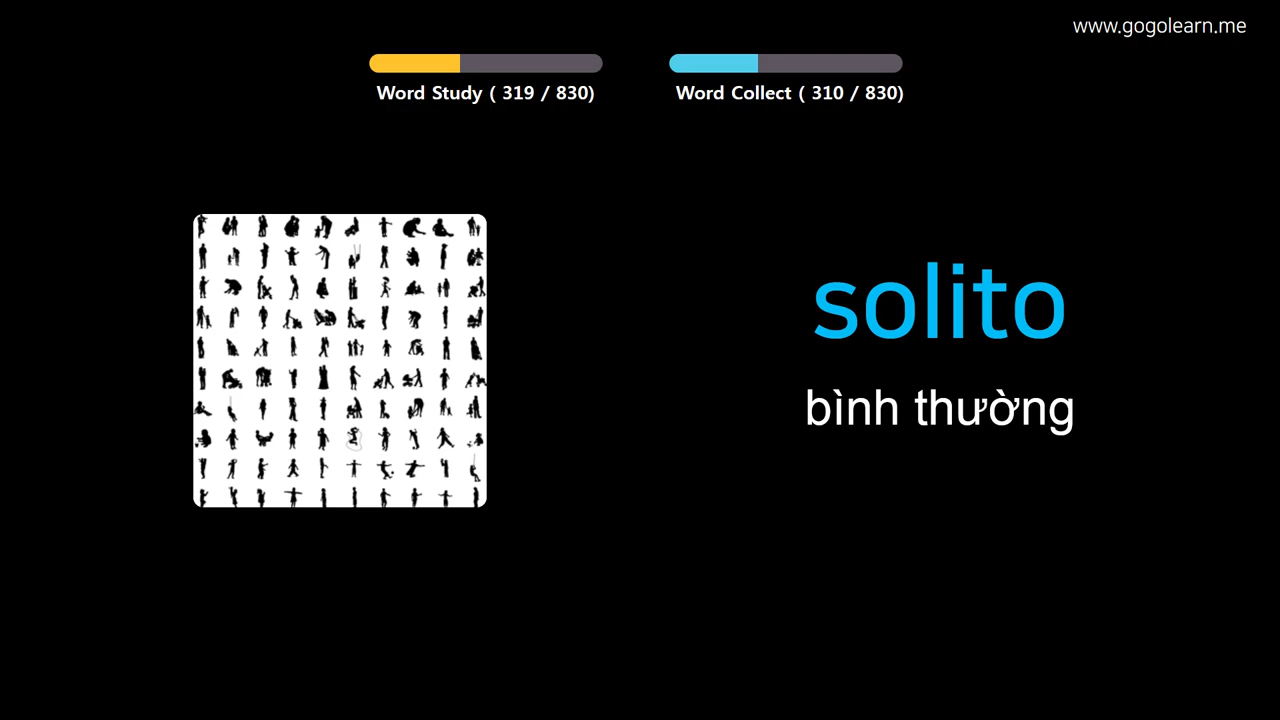 www.gogolearn.me
Word Study ( 319 / 830)
Word Collect ( 310 / 830)
solito
bình thường